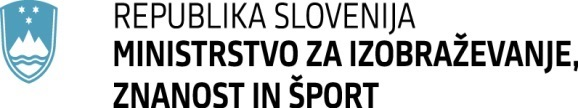 REPUBLIKA SLOVENIJA
MINISTRSTVO ZA IZOBRAŽEVANJE,
ZNANOST IN ŠPORT